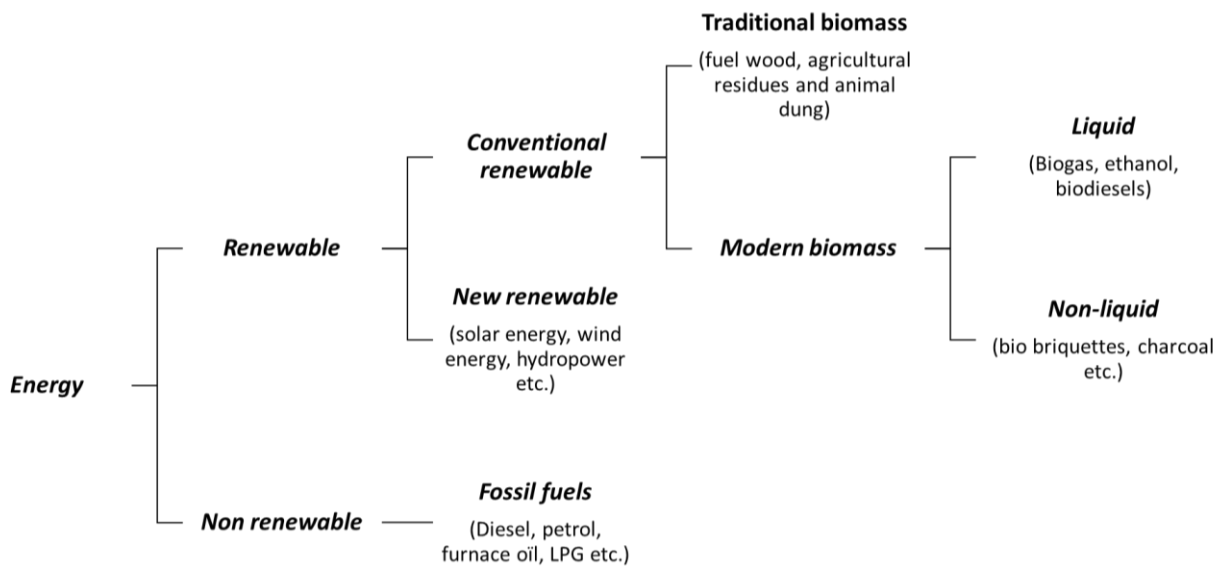 Traditional biomass
(fuel wood, agricultural
residues and animal
dung)
Liquid
(Biogas, ethanol,
biodiesels)
Conventional
renewable
Renewable
Modern biomass
New renewable
(solar energy, wind
energy, hydropower
etc.)
Non-liquid
(bio briquettes, charcoal
etc.)
Energy
Fossil fuels
(Diesel, petrol,
furnace oïl, LPG etc.)
Non renewable